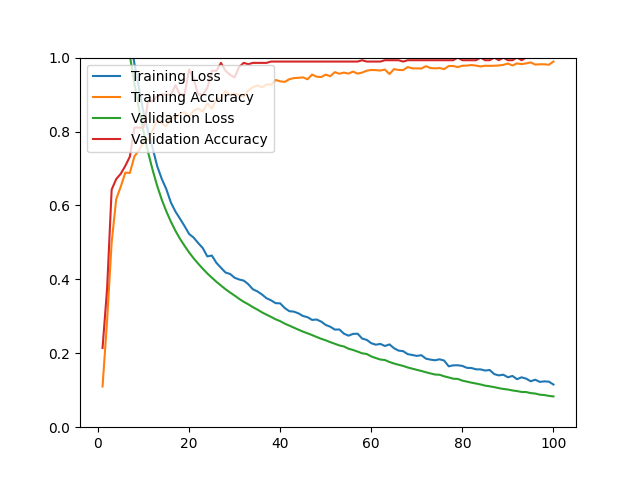 1.0
0.8
0.6
0.4
0.2
0.0
Training Loss
Training Accuracy
Validation Loss
Validation Accuracy
0 20 40 60 80 100